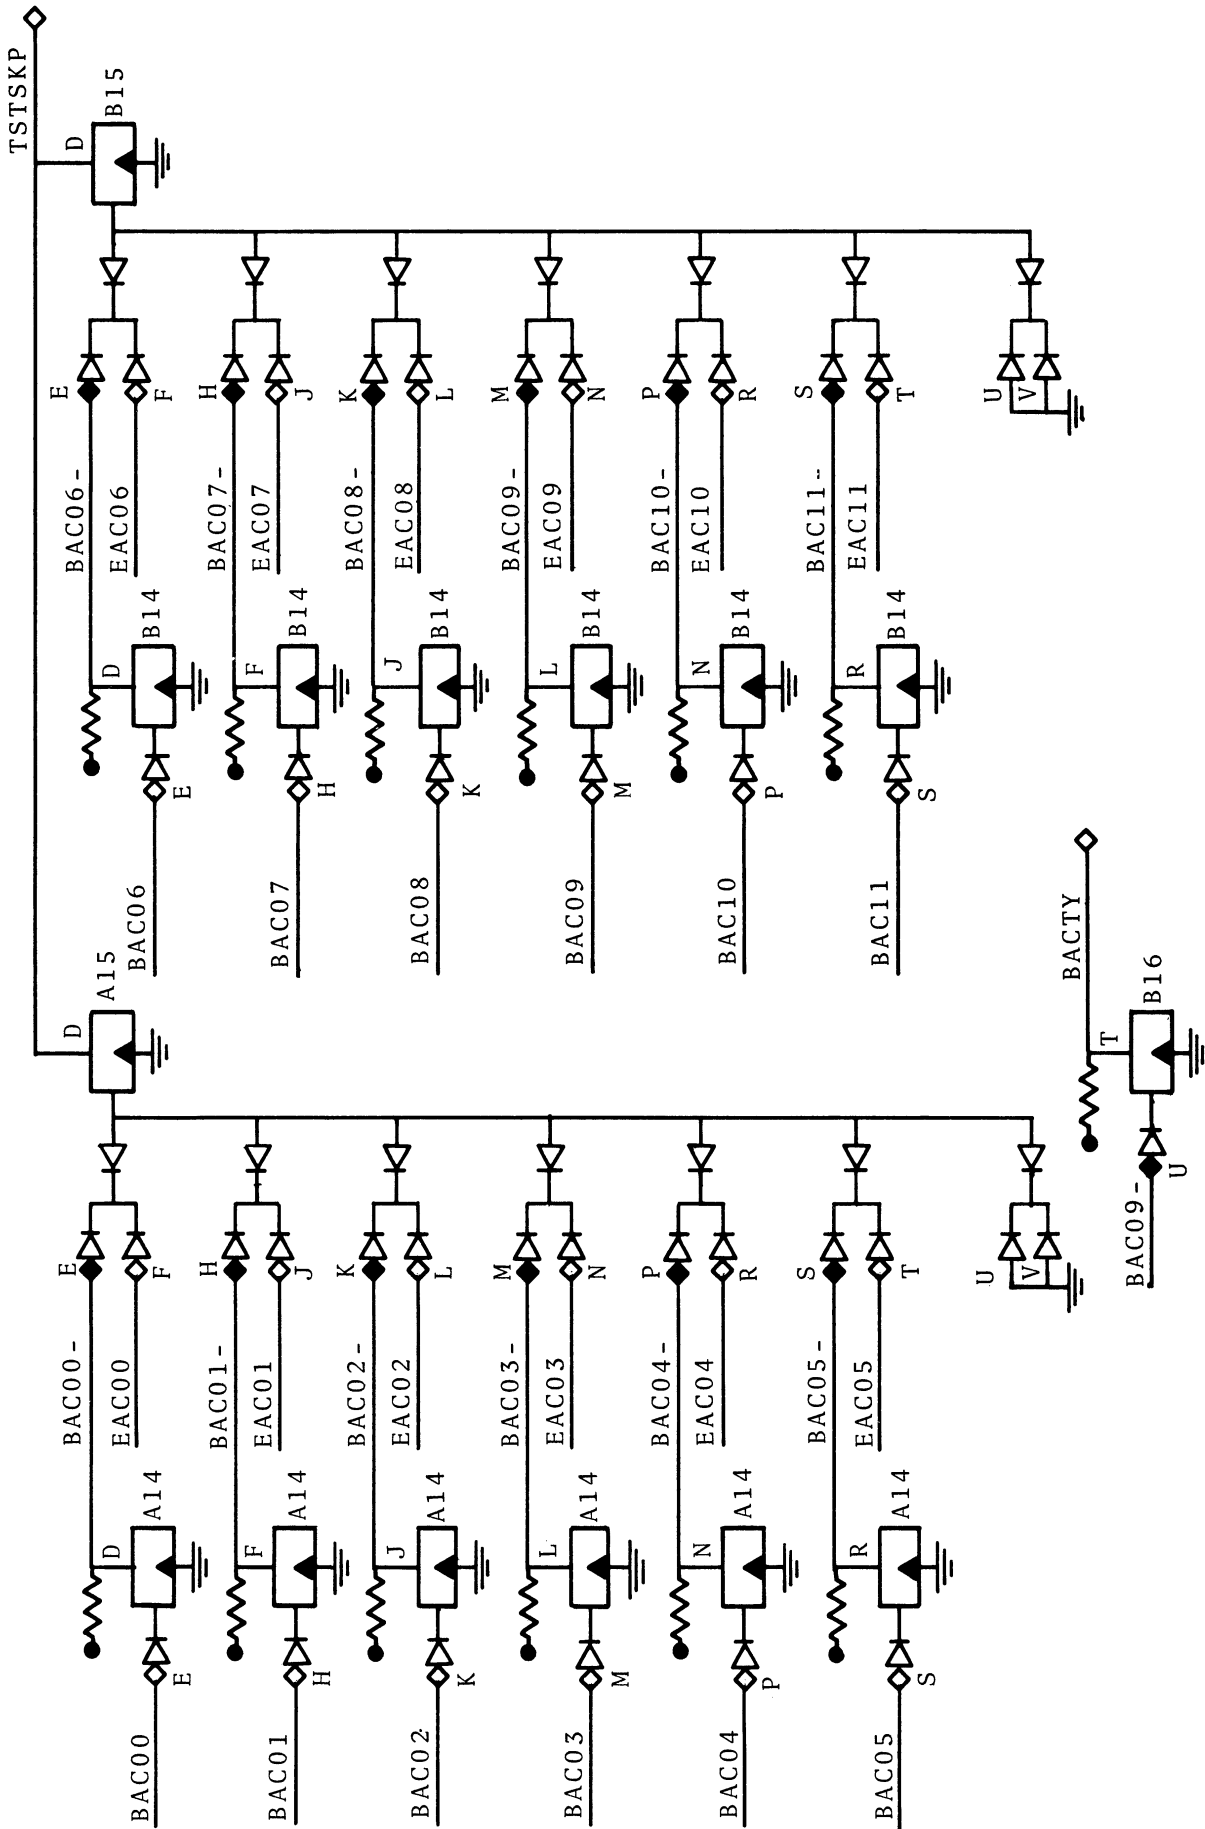 TSTSKP
D
A15
D
B15
BAC00
E
D
A14
BAC00-
EAC00
E
F
BAC06
E
D
B14
BAC06-
EAC06
E
F
BAC01
H
F
A14
BAC01-
EAC01
H
J
BAC07
H
F
B14
BAC07-
EAC07
H
J
BAC02
K
J
A14
BAC02-
EAC02
K
L
BAC08
K
J
B14
BAC08-
EAC08
K
L
BAC03
M
L
A14
BAC03-
EAC03
M
N
BAC09
M
L
B14
BAC09-
EAC09
M
N
BAC04
P
N
A14
BAC04-
EAC04
P
R
BAC10
P
N
B14
BAC10-
EAC10
P
R
BAC05
S
R
A14
BAC05-
EAC05
S
T
BAC11
S
R
B14
BAC11-
EAC11
S
T
U
V
U
V
BAC09-
U
T
B16
BACTY